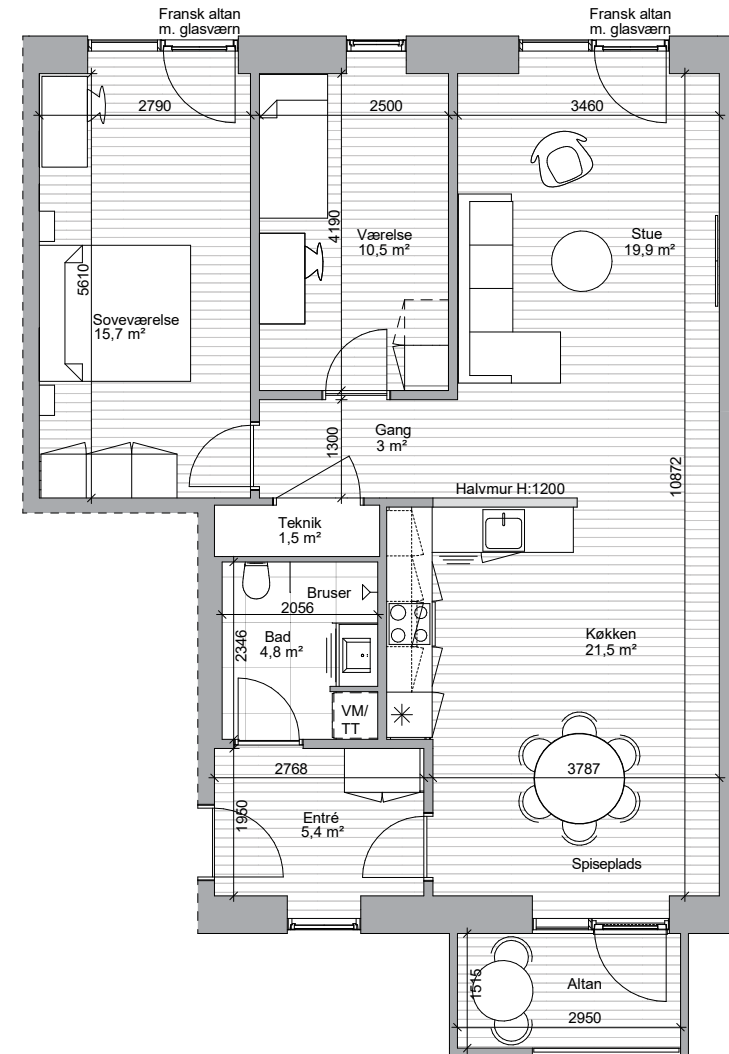 Fransk altan
m. glasværn
Fransk altan
m. glasværn
2790
2500
3460
4190
Værelse
10,5 m²
Stue
19,9 m²
5610
Soveværelse
15,7 m²
Gang
3 m²
1300
10872
Halvmur H:1200
Teknik
1,5 m²
Bruser
2056
Bad
4,8 m²
2346
Køkken
21,5 m²
VM/
TT
2768
3787
1950
Entré
5,4 m²
Spiseplads
Altan
1515
2950